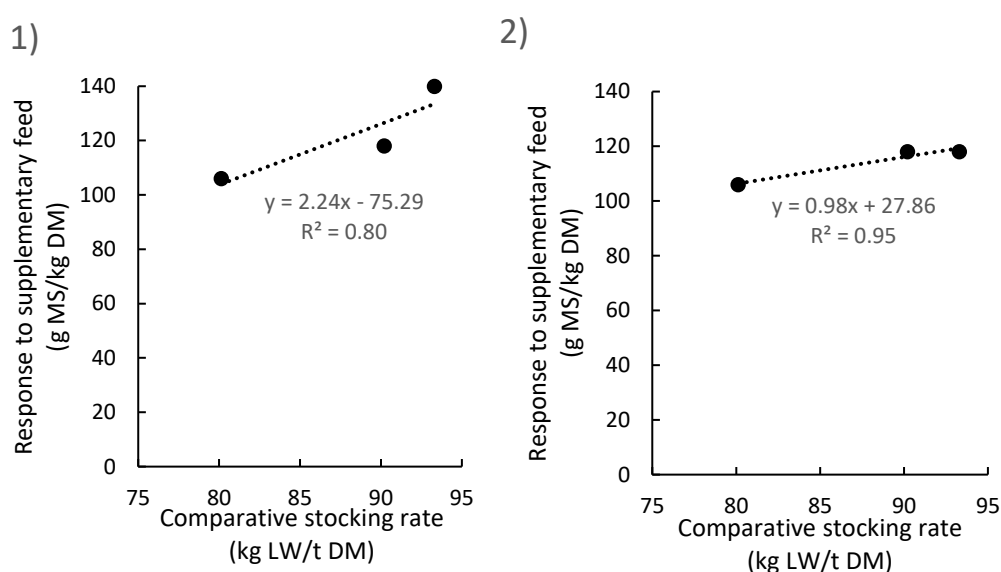 1)
Response to supplementary feed
(g MS/kg DM)
140
120
100
80
60
40
20
0
y = 2.24x - 75.29
R² = 0.80
75 80 85 90 95
Comparative stocking rate
(kg LW/t DM)
2)
Response to supplementary feed
(g MS/kg DM)
140
120
100
80
60
40
20
0
y = 0.98x + 27.86
R² = 0.95
75 80 85 90 95
Comparative stocking rate
(kg LW/t DM)